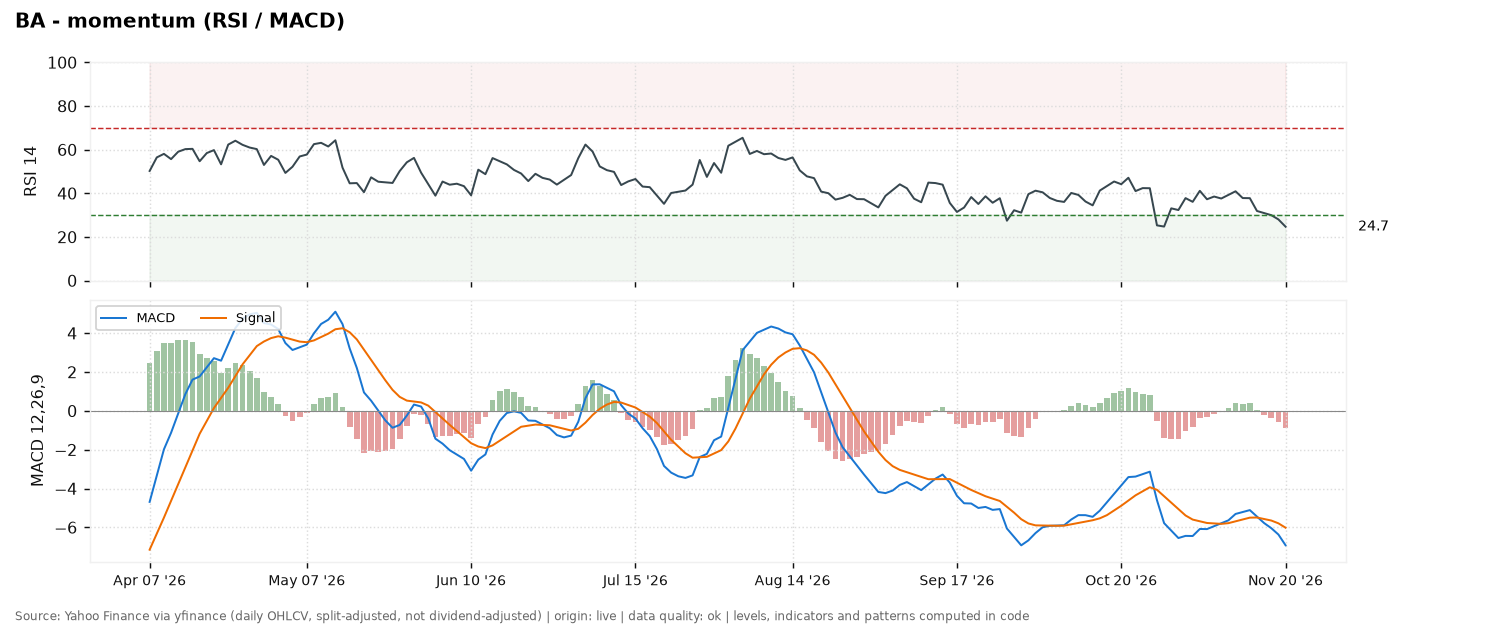 BA - momentum (RSI / MACD)
100
80
60
40
20
0
RSI 14
24.7
MACD
Signal
4
2
0
−2
−4
−6
MACD 12,26,9
Apr 07 '26
May 07 '26
Jun 10 '26
Jul 15 '26
Aug 14 '26
Sep 17 '26
Oct 20 '26
Nov 20 '26
Source: Yahoo Finance via yfinance (daily OHLCV, split-adjusted, not dividend-adjusted) | origin: live | data quality: ok | levels, indicators and patterns computed in code